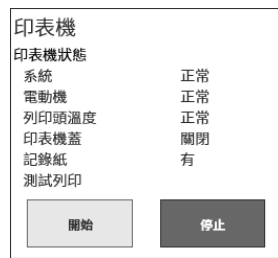 印表機
印表機狀態
系統 正常
電動機 正常
列印頭溫度 正常
印表機蓋 關閉
記錄紙 有
測試列印
開始 停止